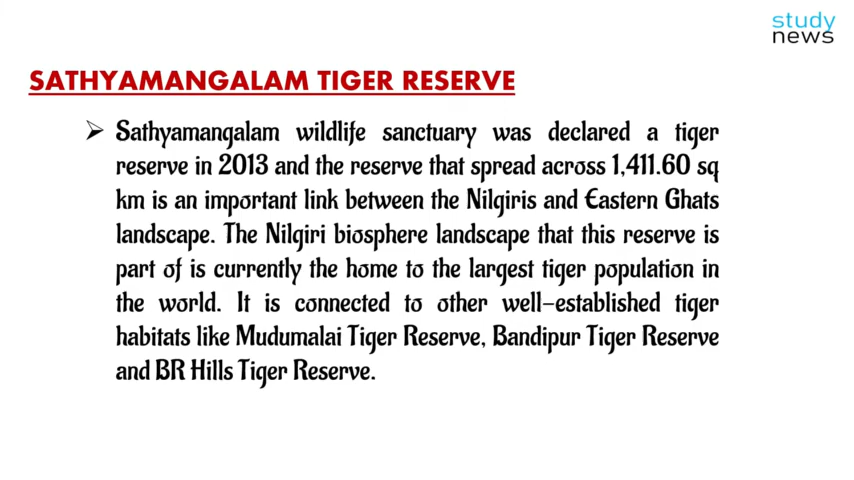 study
news
SATHYAMANGALAM TIGER RESERVE
➢ Sathyamangalam wildlife sanctuary was declared a tiger
reserve in 2013 and the reserve that spread across 1,411.60 sq
km is an important link between the Nilgiris and Eastern Ghats
landscape. The Nilgiri biosphere landscape that this reserve is
part of is currently the home to the largest tiger population in
the world. It is connected to other well-established tiger
habitats like Mudumalai Tiger Reserve, Bandipur Tiger Reserve
and BR Hills Tiger Reserve.